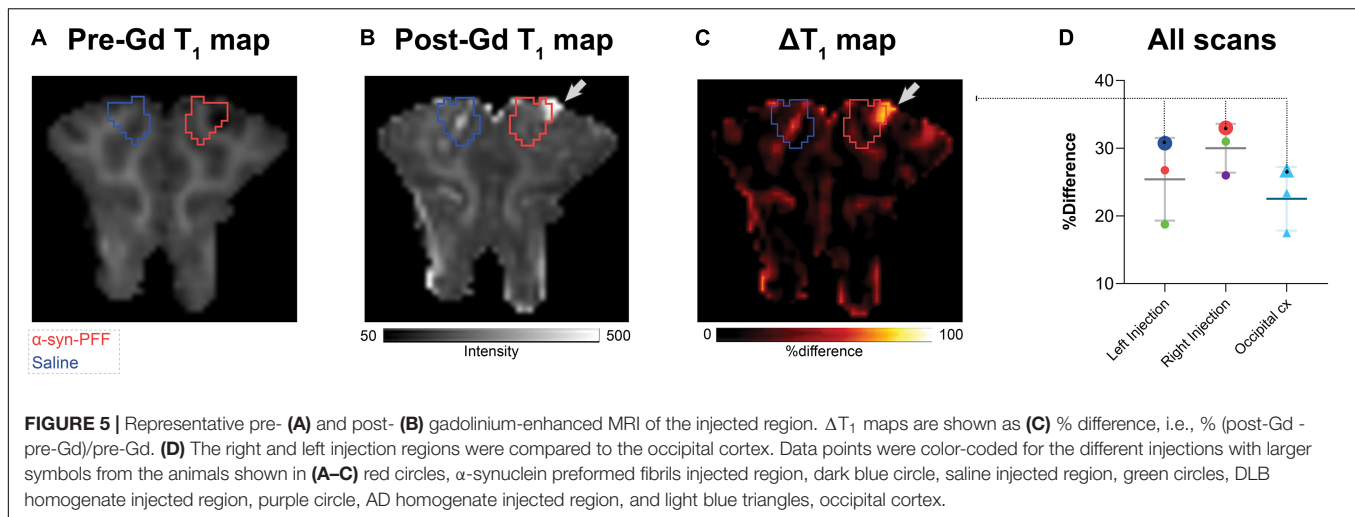 A Pre-Gd T₁ map
B Post-Gd T₁ map
C ΔT₁ map
D All scans
α-syn-PFF
Saline
50 500
Intensity
0 100
%difference
%Difference
40
30
20
10
Left Injection
Right Injection
Occipital cx
FIGURE 5 | Representative pre- (A) and post- (B) gadolinium-enhanced MRI of the injected region. ΔT₁ maps are shown as (C) % difference, i.e., % (post-Gd -
pre-Gd)/pre-Gd. (D) The right and left injection regions were compared to the occipital cortex. Data points were color-coded for the different injections with larger
symbols from the animals shown in (A–C) red circles, α-synuclein preformed fibrils injected region, dark blue circle, saline injected region, green circles, DLB
homogenate injected region, purple circle, AD homogenate injected region, and light blue triangles, occipital cortex.